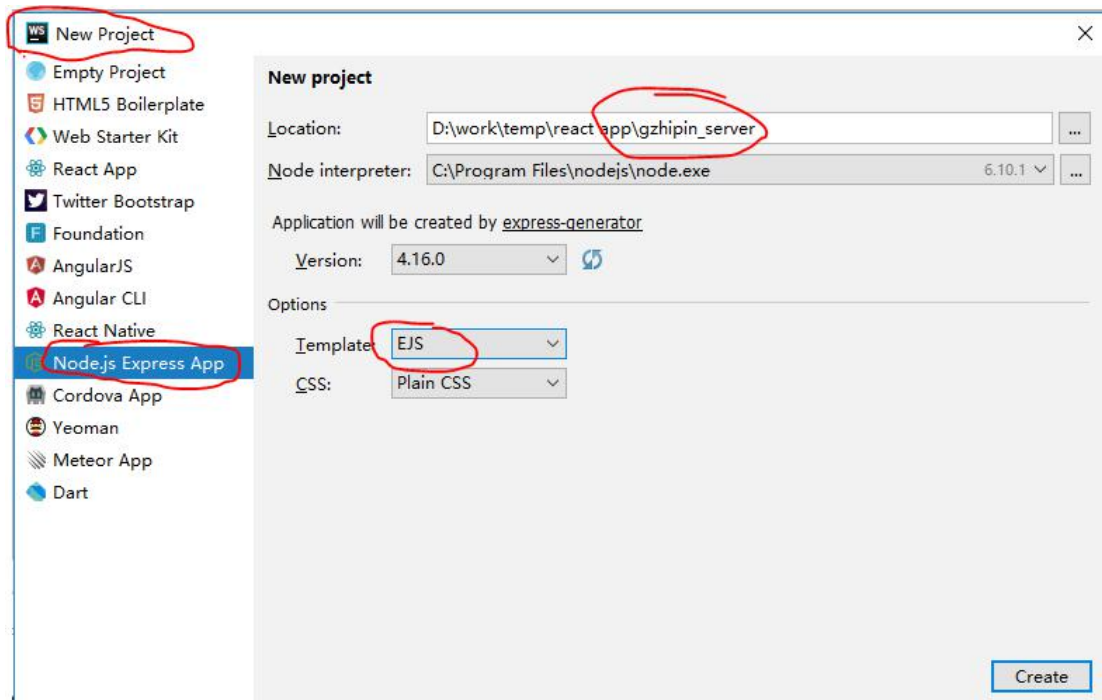 New Project
Empty Project
HTML5 Boilerplate
Web Starter Kit
React App
Twitter Bootstrap
Foundation
AngularJS
Angular CLI
React Native
Node.js Express App
Cordova App
Yeoman
Meteor App
Dart
New project
Location: D:\work\temp\react app\gzhipin_server ...
Node interpreter: C:\Program Files\nodejs\node.exe 6.10.1 ...
Application will be created by express-generator
Version: 4.16.0
Options
Template: EJS
CSS: Plain CSS
Create